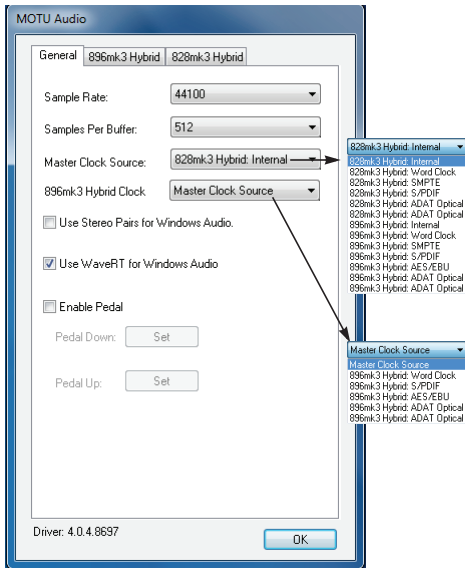 MOTU Audio
General 896mk3 Hybrid 828mk3 Hybrid
Sample Rate: 44100
Samples Per Buffer: 512
Master Clock Source: 828mk3 Hybrid: Internal
896mk3 Hybrid Clock Master Clock Source
Use Stereo Pairs for Windows Audio.
Use WaveRT for Windows Audio
Enable Pedal
Pedal Down: Set
Pedal Up: Set
Driver: 4.0.4.8697
OK
828mk3 Hybrid: Internal
828mk3 Hybrid: Internal
828mk3 Hybrid: Word Clock
828mk3 Hybrid: SMPTE
828mk3 Hybrid: S/PDIF
828mk3 Hybrid: ADAT Optical
828mk3 Hybrid: ADAT Optical
896mk3 Hybrid: Internal
896mk3 Hybrid: Word Clock
896mk3 Hybrid: SMPTE
896mk3 Hybrid: S/PDIF
896mk3 Hybrid: AES/EBU
896mk3 Hybrid: ADAT Optical
896mk3 Hybrid: ADAT Optical
Master Clock Source
Master Clock Source
896mk3 Hybrid: Word Clock
896mk3 Hybrid: S/PDIF
896mk3 Hybrid: AES/EBU
896mk3 Hybrid: ADAT Optical
896mk3 Hybrid: ADAT Optical